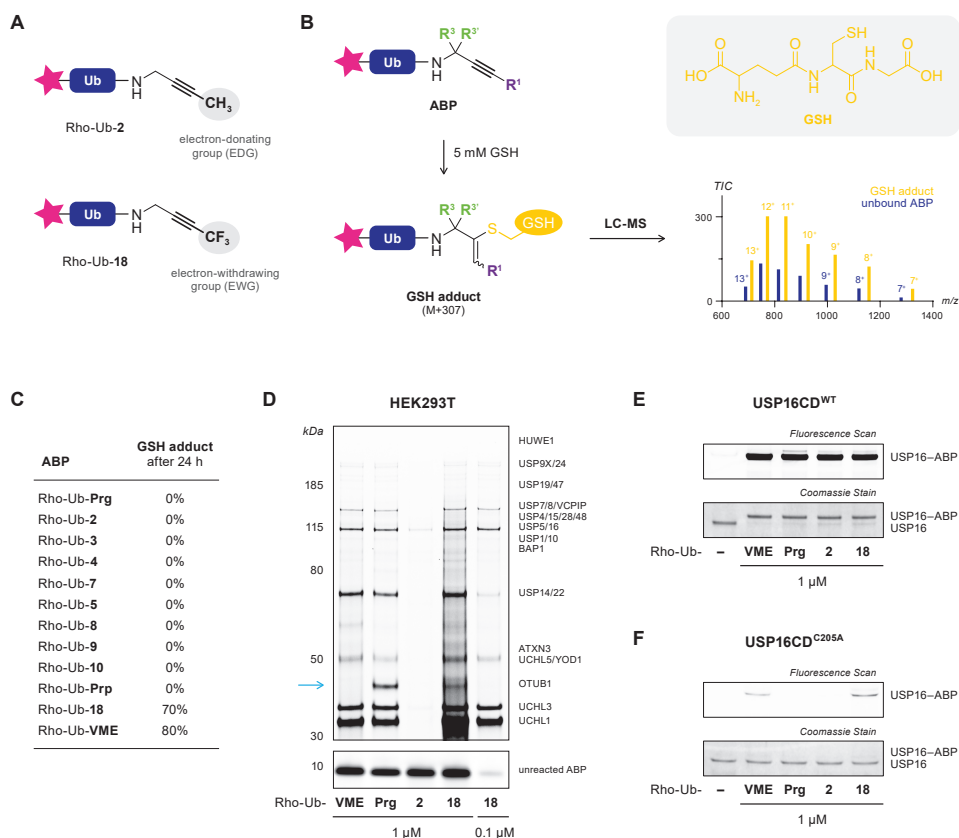 A
Ub
N
H
CH3
Rho-Ub-2
electron-donating
group (EDG)
Ub
N
H
CF3
Rho-Ub-18
electron-withdrawing
group (EWG)
B
R3 R3'
Ub
N
H
R1
ABP
5 mM GSH
R3 R3'
Ub
N
H
S
GSH
R1
GSH adduct
(M+307)
LC-MS
SH
O
O
HO
N
H
H
N
OH
NH2
O
O
GSH
TIC
GSH adduct
unbound ABP
300
0
13+
13+
12+
11+
10+
9+
9+
8+
8+
7+
7+
600
800
1000
1200
1400
m/z
C
ABP
GSH adduct
after 24 h
Rho-Ub-Prg 0%
Rho-Ub-2 0%
Rho-Ub-3 0%
Rho-Ub-4 0%
Rho-Ub-7 0%
Rho-Ub-5 0%
Rho-Ub-8 0%
Rho-Ub-9 0%
Rho-Ub-10 0%
Rho-Ub-Prp 0%
Rho-Ub-18 70%
Rho-Ub-VME 80%
D
HEK293T
kDa
185
115
80
50
30
10
HUWE1
USP9X/24
USP19/47
USP7/8/VCPIP
USP4/15/28/48
USP5/16
USP1/10
BAP1
USP14/22
ATXN3
UCHL5/YOD1
OTUB1
UCHL3
UCHL1
unreacted ABP
Rho-Ub- VME Prg 2 18 18
1 µM 0.1 µM
E
USP16CDWT
Fluorescence Scan
USP16–ABP
Coomassie Stain
USP16–ABP
USP16
Rho-Ub- – VME Prg 2 18
1 µM
F
USP16CDC205A
Fluorescence Scan
USP16–ABP
Coomassie Stain
USP16–ABP
USP16
Rho-Ub- – VME Prg 2 18
1 µM